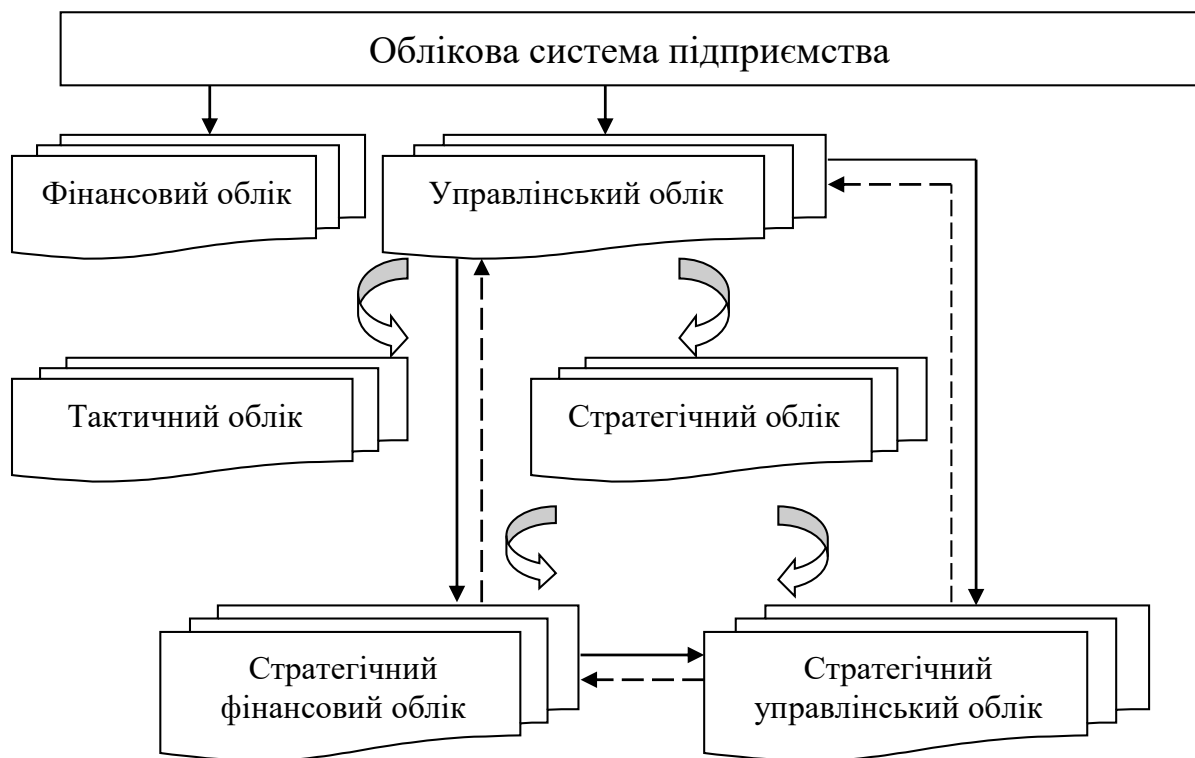 Облікова система підприємства
Фінансовий облік
Управлінський облік
Тактичний облік
Стратегічний облік
Стратегічний
фінансовий облік
Стратегічний
управлінський облік